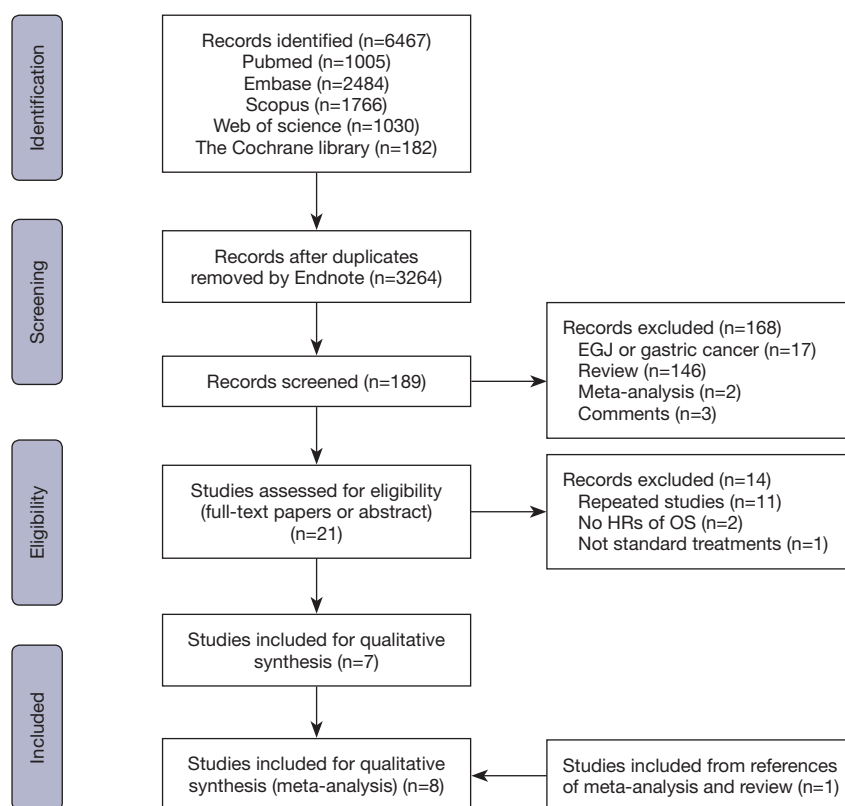 Identification
Records identified (n=6467)
Pubmed (n=1005)
Embase (n=2484)
Scopus (n=1766)
Web of science (n=1030)
The Cochrane library (n=182)
Screening
Records after duplicates
removed by Endnote (n=3264)
Records screened (n=189)
Records excluded (n=168)
EGJ or gastric cancer (n=17)
Review (n=146)
Meta-analysis (n=2)
Comments (n=3)
Eligibility
Studies assessed for eligibility
(full-text papers or abstract)
(n=21)
Records excluded (n=14)
Repeated studies (n=11)
No HRs of OS (n=2)
Not standard treatments (n=1)
Included
Studies included for qualitative
synthesis (n=7)
Studies included for qualitative
synthesis (meta-analysis) (n=8)
Studies included from references
of meta-analysis and review (n=1)